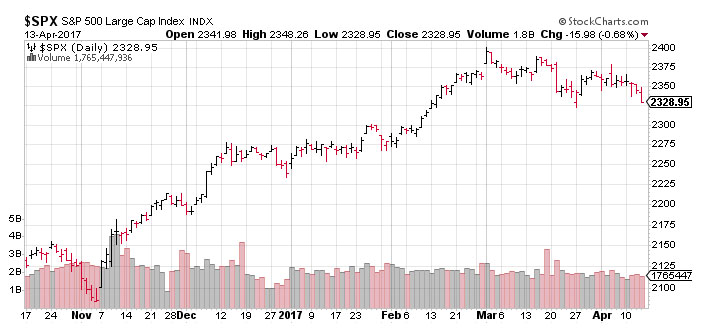 $SPX S&P 500 Large Cap Index INDX © StockCharts.com
13-Apr-2017 Open 2341.98 High 2348.26 Low 2328.95 Close 2328.95 Volume 1.8B Chg -15.98 (-0.68%)
$SPX (Daily) 2328.95
Volume 1,765,447,936
2400
2375
2350
2328.95
2300
2275
2250
2225
2200
2175
2150
2125
2100
1765447
5B
4B
3B
2B
1B
17 24 Nov 7 14 21 Dec 12 19 2017 9 17 23 Feb 6 13 21 Mar 6 13 20 27 Apr 10